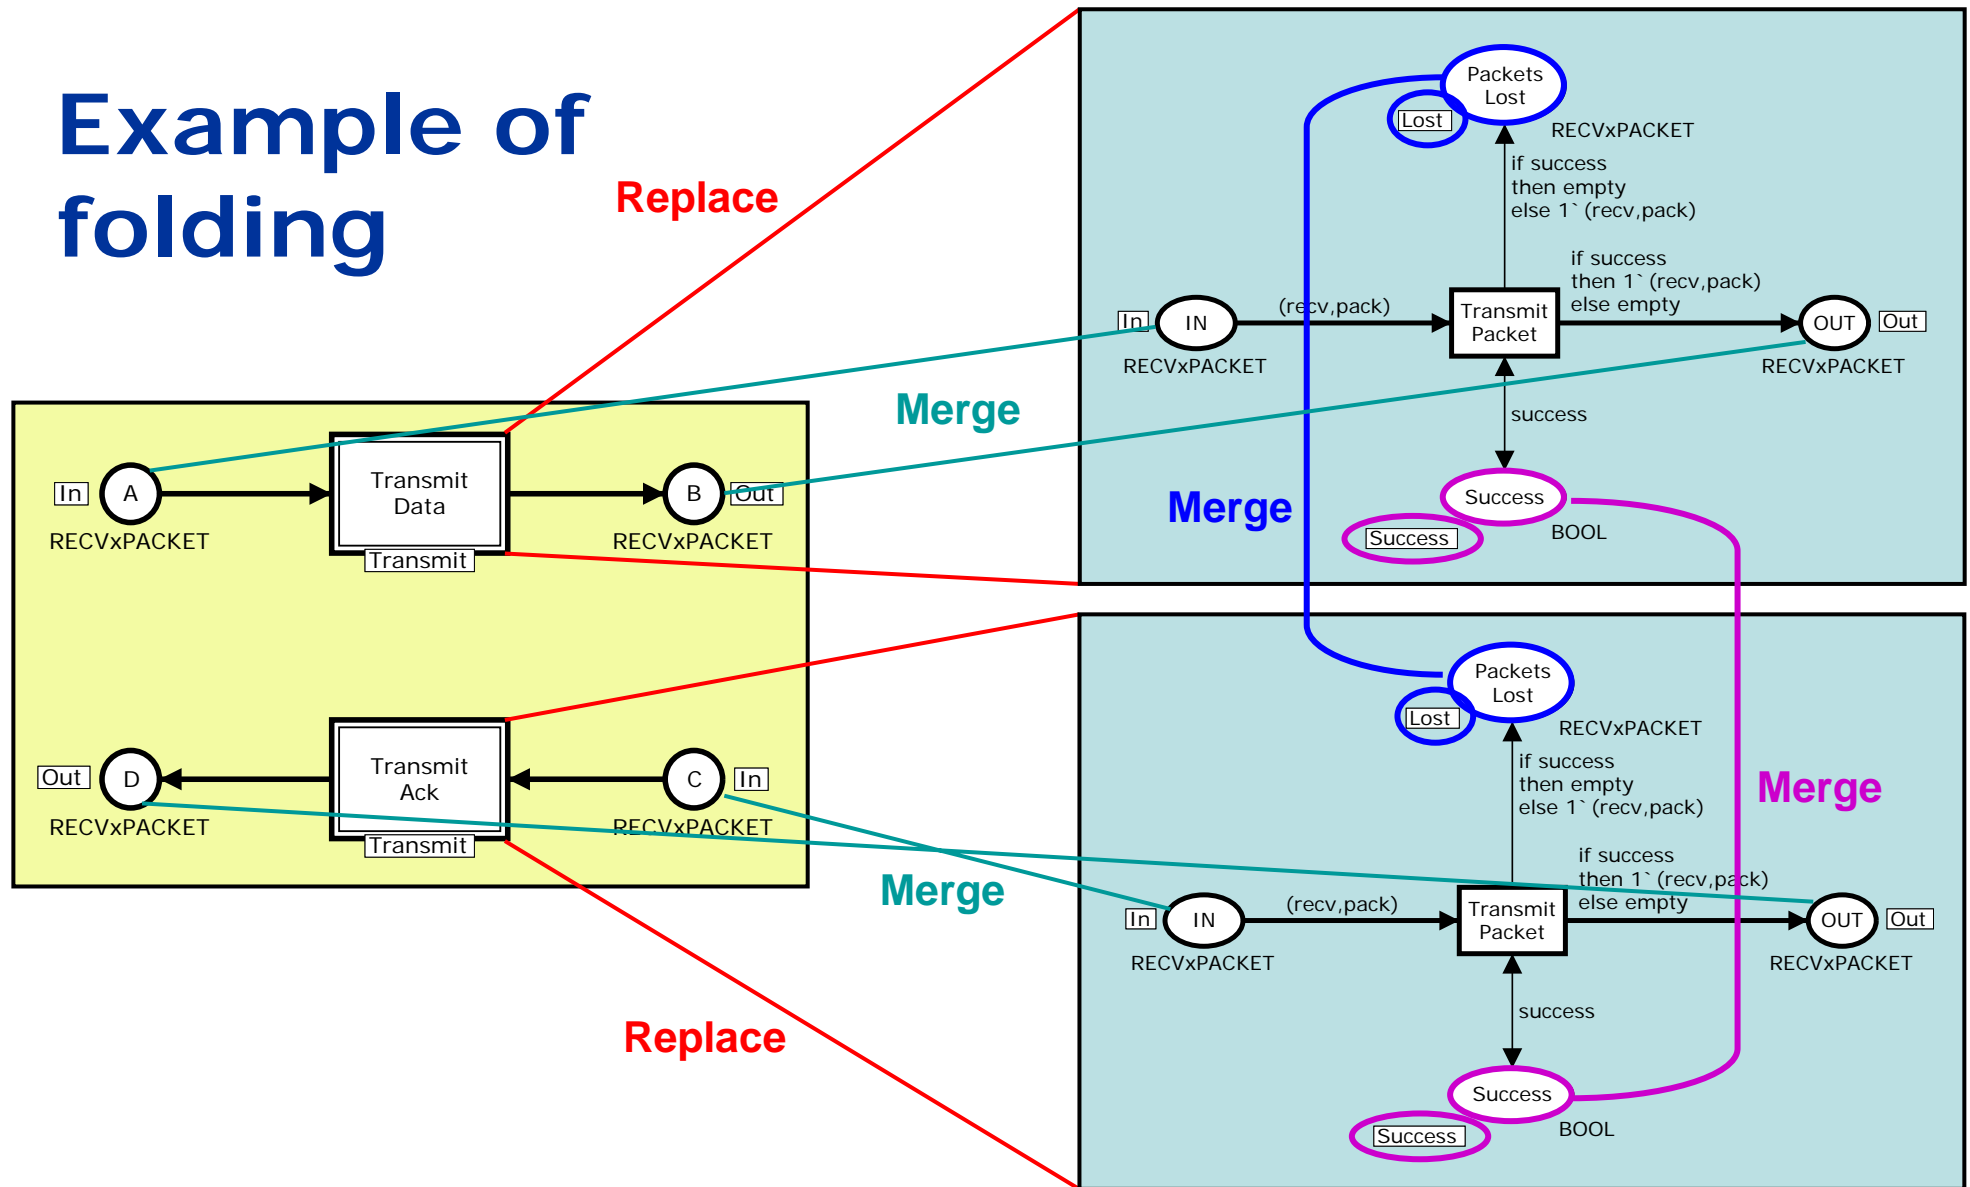 Example of
folding
Replace
Merge
In
A
RECVxPACKET
Transmit
Data
Transmit
B
Out
RECVxPACKET
Out
D
RECVxPACKET
Transmit
Ack
Transmit
C
In
RECVxPACKET
Merge
Replace
Packets
Lost
Lost
RECVxPACKET
if success
then empty
else 1`(recv,pack)
In
IN
RECVxPACKET
(recv,pack)
Transmit
Packet
if success
then 1`(recv,pack)
else empty
OUT
Out
RECVxPACKET
success
Merge
Success
Success
BOOL
Packets
Lost
Lost
RECVxPACKET
if success
then empty
else 1`(recv,pack)
Merge
In
IN
RECVxPACKET
(recv,pack)
Transmit
Packet
if success
then 1`(recv,pack)
else empty
OUT
Out
RECVxPACKET
success
Success
Success
BOOL